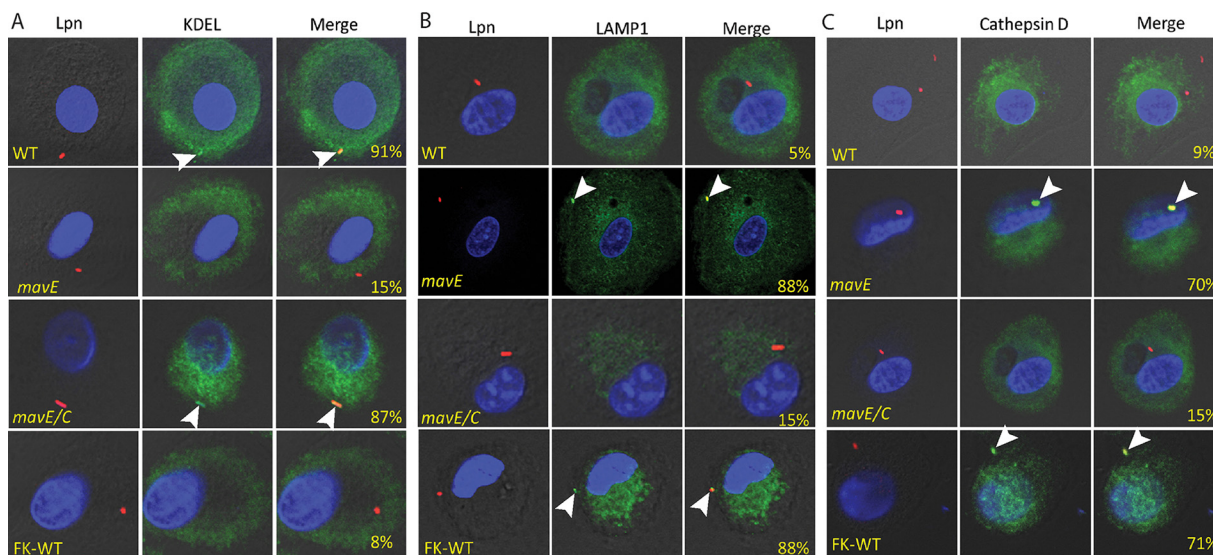 A
Lpn KDEL Merge
WT 91%
mavE 15%
mavE/C 87%
FK-WT 8%
B
Lpn LAMP1 Merge
WT 5%
mavE 88%
mavE/C 15%
FK-WT 88%
C
Lpn Cathepsin D Merge
WT 9%
mavE 70%
mavE/C 15%
FK-WT 71%